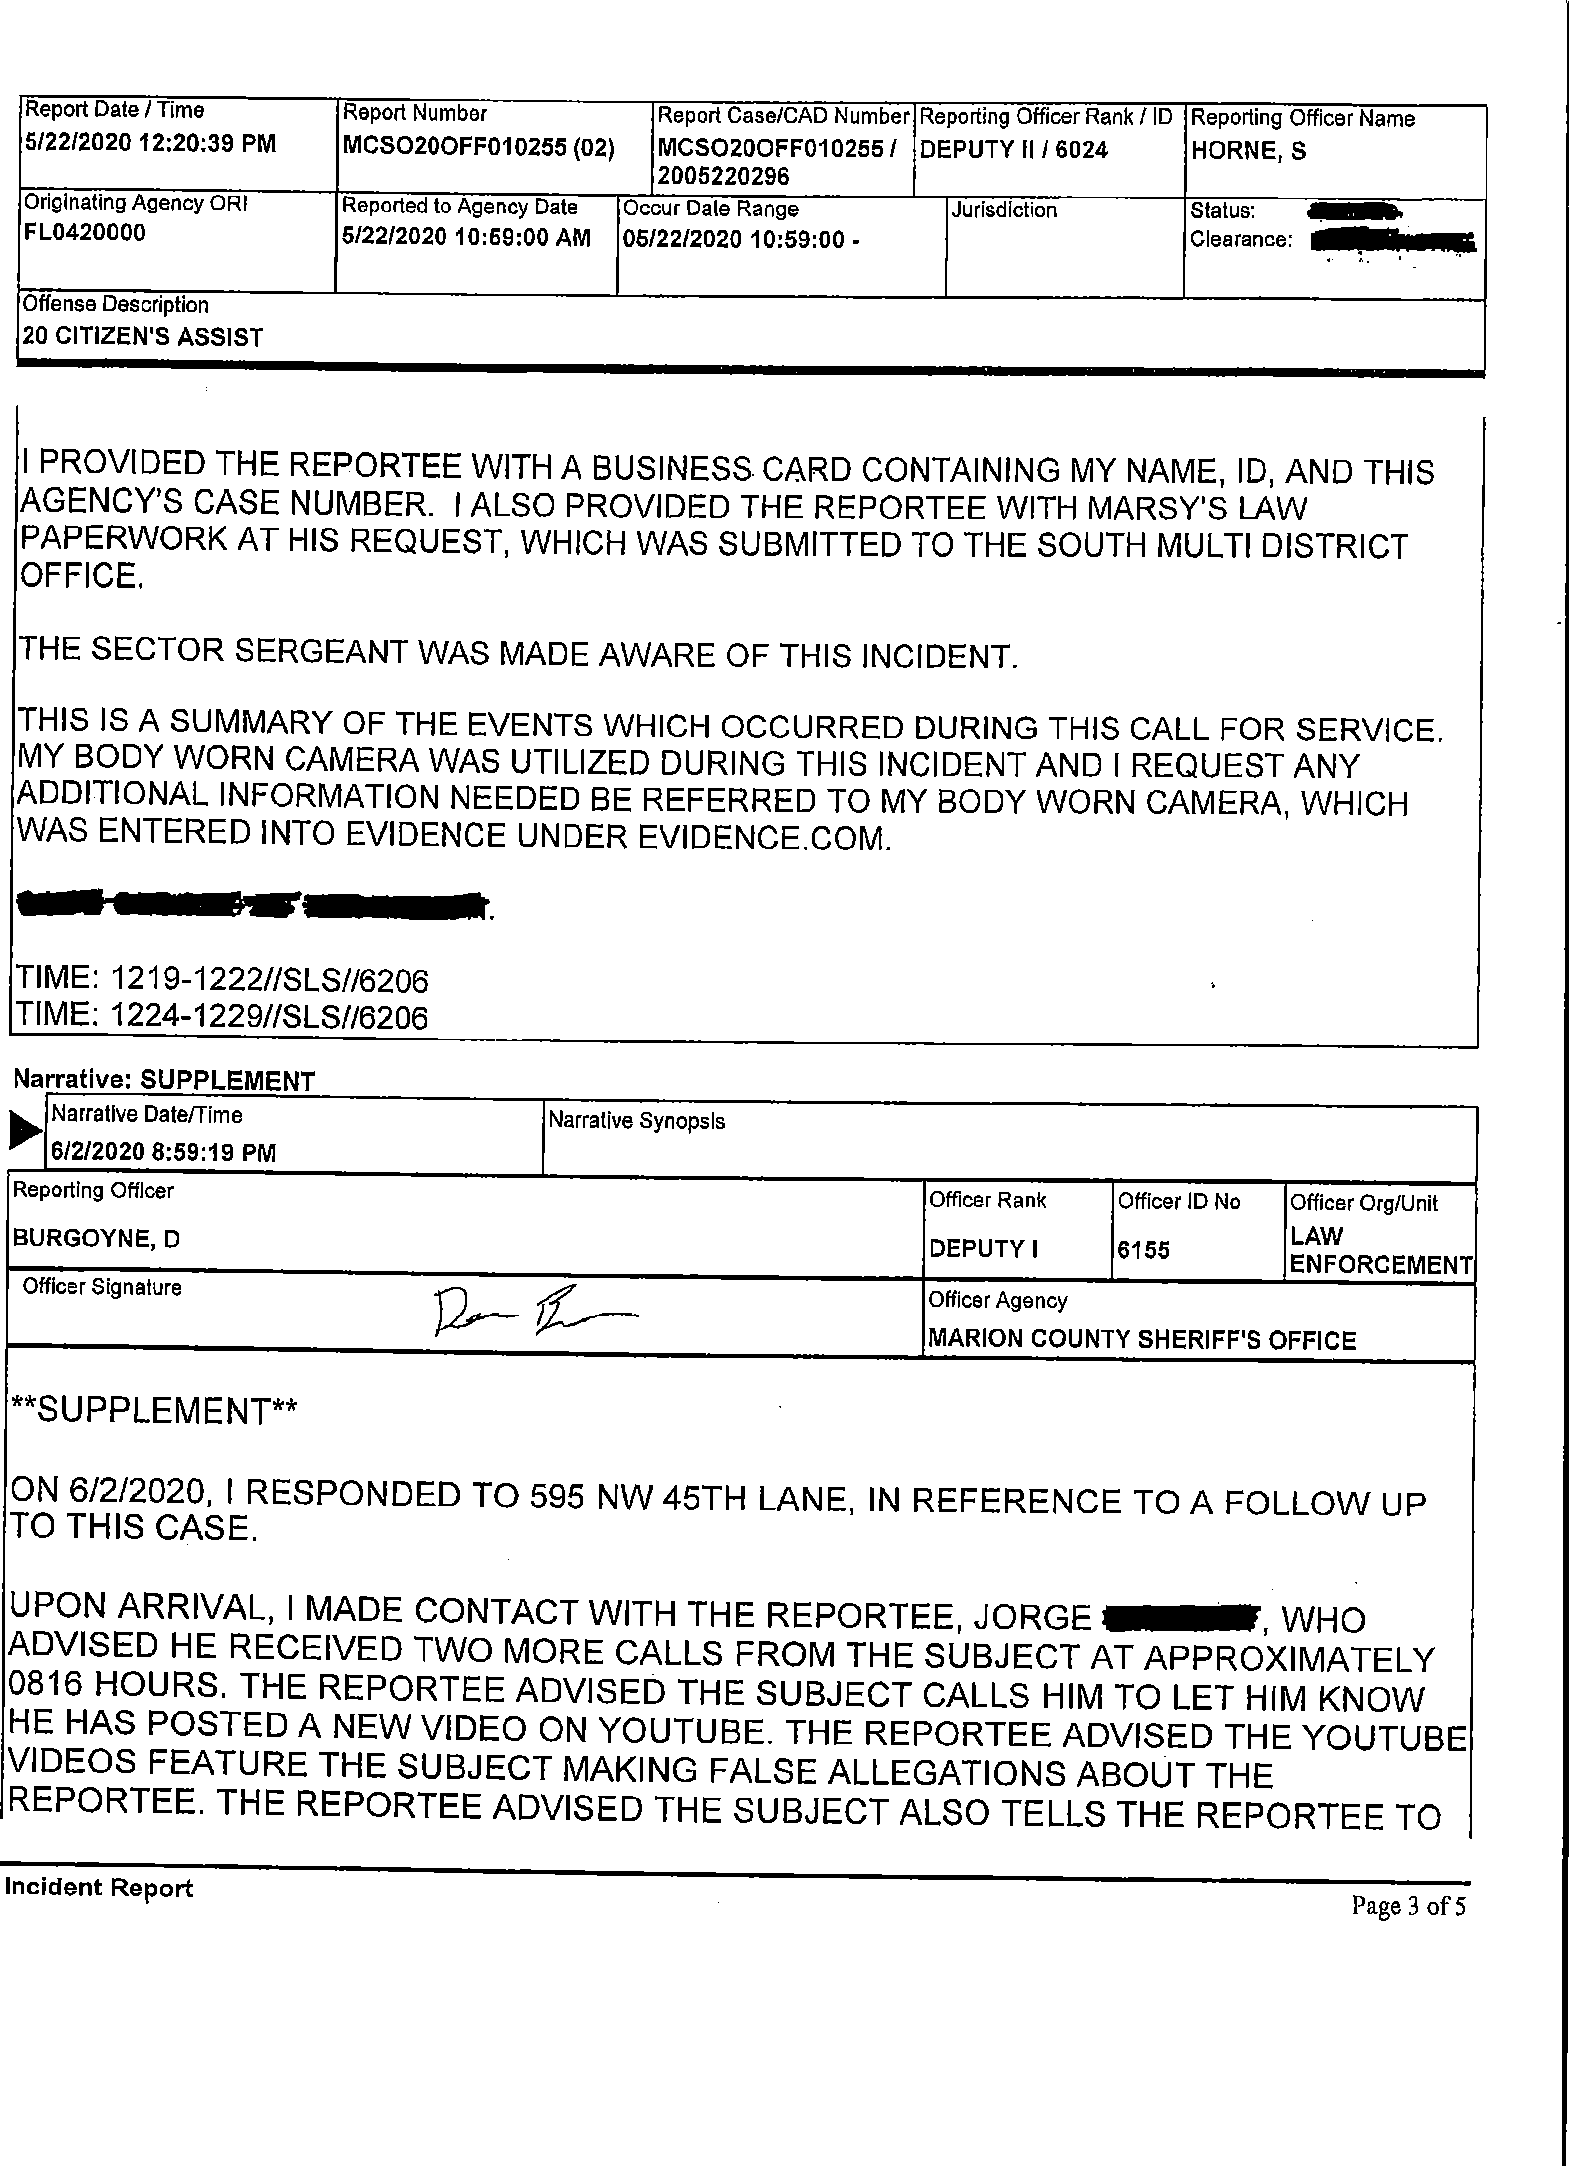 Report Date / Time
5/22/2020 12:20:39 PM
Report Number
MCSO20OFF010255 (02)
Report Case/CAD Number
MCSO20OFF010255 /
2005220296
Reporting Officer Rank / ID
DEPUTY II / 6024
Reporting Officer Name
HORNE, S
Originating Agency ORI
FL0420000
Reported to Agency Date
5/22/2020 10:59:00 AM
Occur Date Range
05/22/2020 10:59:00 -
Jurisdiction
Status:
Clearance:
Offense Description
20 CITIZEN'S ASSIST
I PROVIDED THE REPORTEE WITH A BUSINESS CARD CONTAINING MY NAME, ID, AND THIS
AGENCY'S CASE NUMBER. I ALSO PROVIDED THE REPORTEE WITH MARSY'S LAW
PAPERWORK AT HIS REQUEST, WHICH WAS SUBMITTED TO THE SOUTH MULTI DISTRICT
OFFICE.
THE SECTOR SERGEANT WAS MADE AWARE OF THIS INCIDENT.
THIS IS A SUMMARY OF THE EVENTS WHICH OCCURRED DURING THIS CALL FOR SERVICE.
MY BODY WORN CAMERA WAS UTILIZED DURING THIS INCIDENT AND I REQUEST ANY
ADDITIONAL INFORMATION NEEDED BE REFERRED TO MY BODY WORN CAMERA, WHICH
WAS ENTERED INTO EVIDENCE UNDER EVIDENCE.COM.
TIME: 1219-1222//SLS//6206
TIME: 1224-1229//SLS//6206
Narrative: SUPPLEMENT
Narrative Date/Time
6/2/2020 8:59:19 PM
Narrative Synopsis
Reporting Officer
BURGOYNE, D
Officer Rank
DEPUTY I
Officer ID No
6155
Officer Org/Unit
LAW
ENFORCEMENT
Officer Signature
Officer Agency
MARION COUNTY SHERIFF'S OFFICE
**SUPPLEMENT**
ON 6/2/2020, I RESPONDED TO 595 NW 45TH LANE, IN REFERENCE TO A FOLLOW UP
TO THIS CASE.
UPON ARRIVAL, I MADE CONTACT WITH THE REPORTEE, JORGE , WHO
ADVISED HE RECEIVED TWO MORE CALLS FROM THE SUBJECT AT APPROXIMATELY
0816 HOURS. THE REPORTEE ADVISED THE SUBJECT CALLS HIM TO LET HIM KNOW
HE HAS POSTED A NEW VIDEO ON YOUTUBE. THE REPORTEE ADVISED THE YOUTUBE
VIDEOS FEATURE THE SUBJECT MAKING FALSE ALLEGATIONS ABOUT THE
REPORTEE. THE REPORTEE ADVISED THE SUBJECT ALSO TELLS THE REPORTEE TO
Incident Report
Page 3 of 5